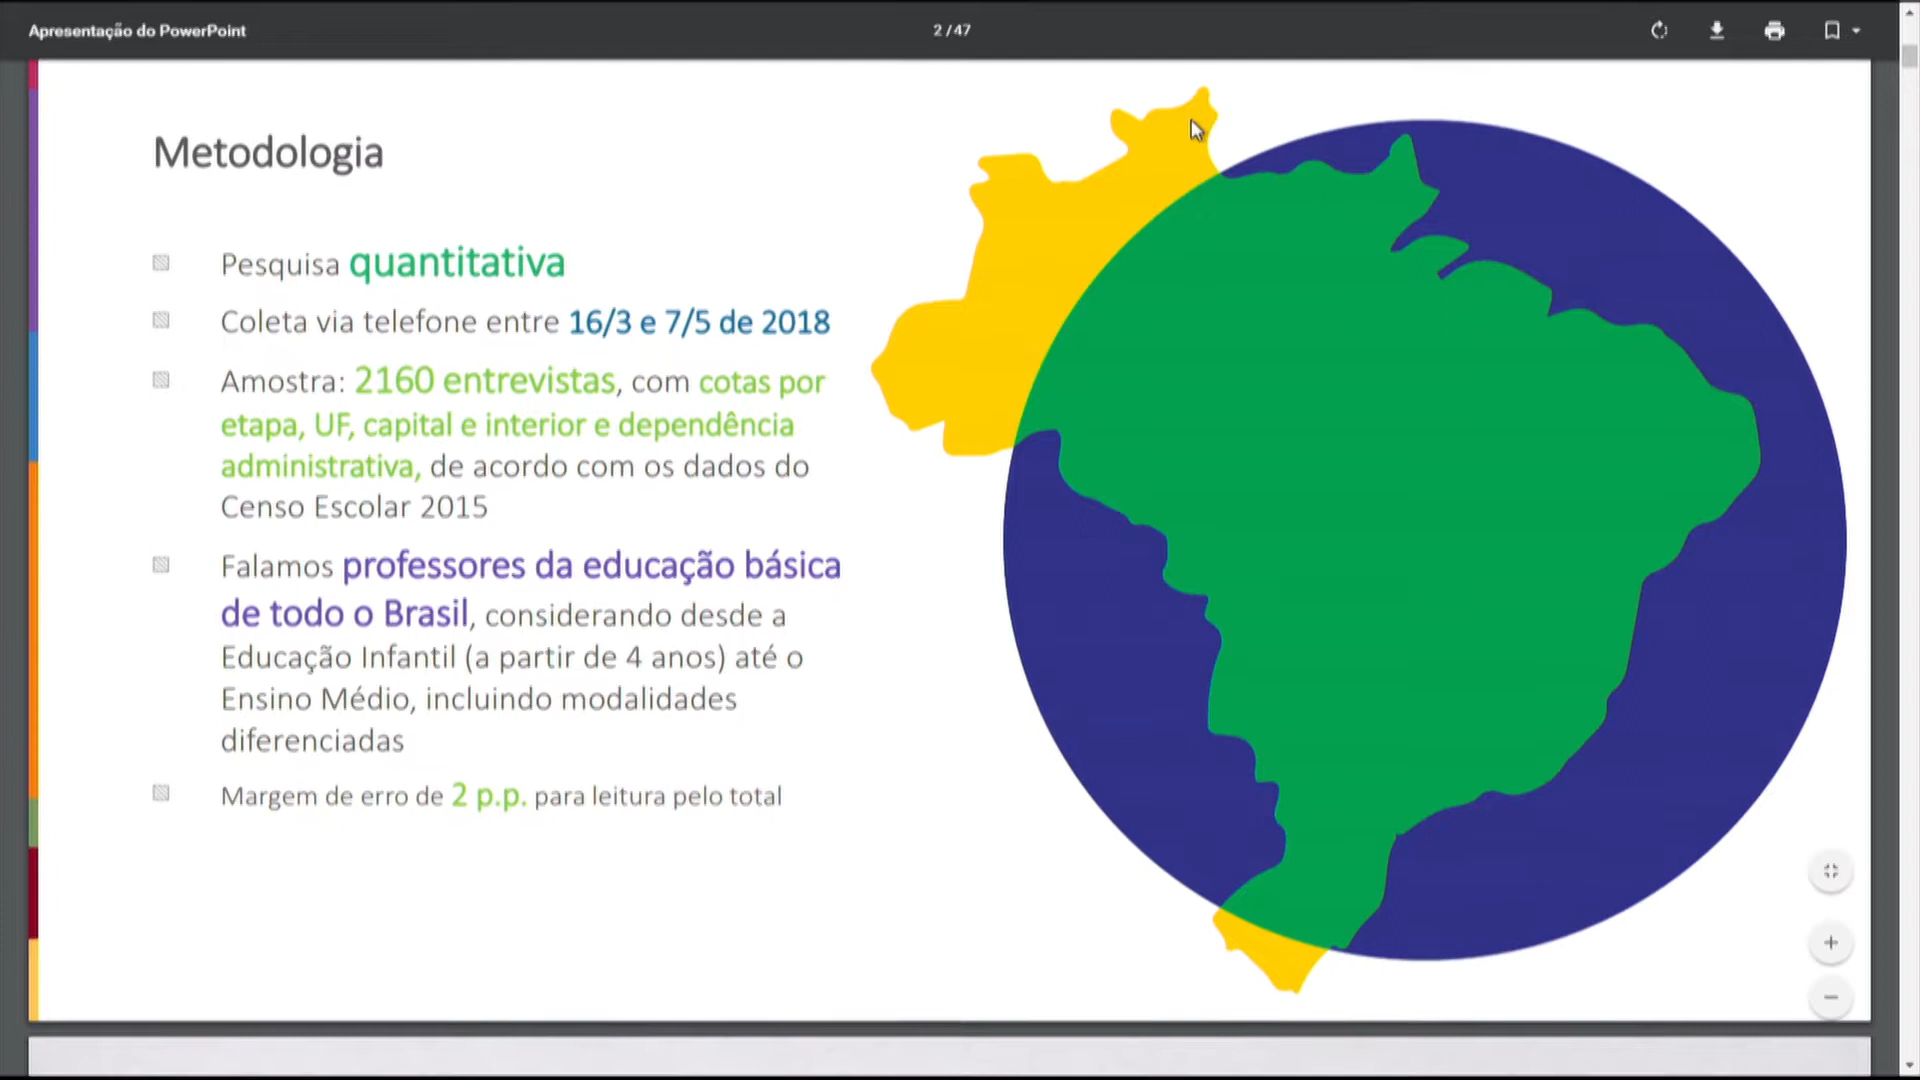 Apresentação do PowerPoint
2 / 47
Metodologia
Pesquisa quantitativa
Coleta via telefone entre 16/3 e 7/5 de 2018
Amostra: 2160 entrevistas, com cotas por
etapa, UF, capital e interior e dependência
administrativa, de acordo com os dados do
Censo Escolar 2015
Falamos professores da educação básica
de todo o Brasil, considerando desde a
Educação Infantil (a partir de 4 anos) até o
Ensino Médio, incluindo modalidades
diferenciadas
Margem de erro de 2 p.p. para leitura pelo total